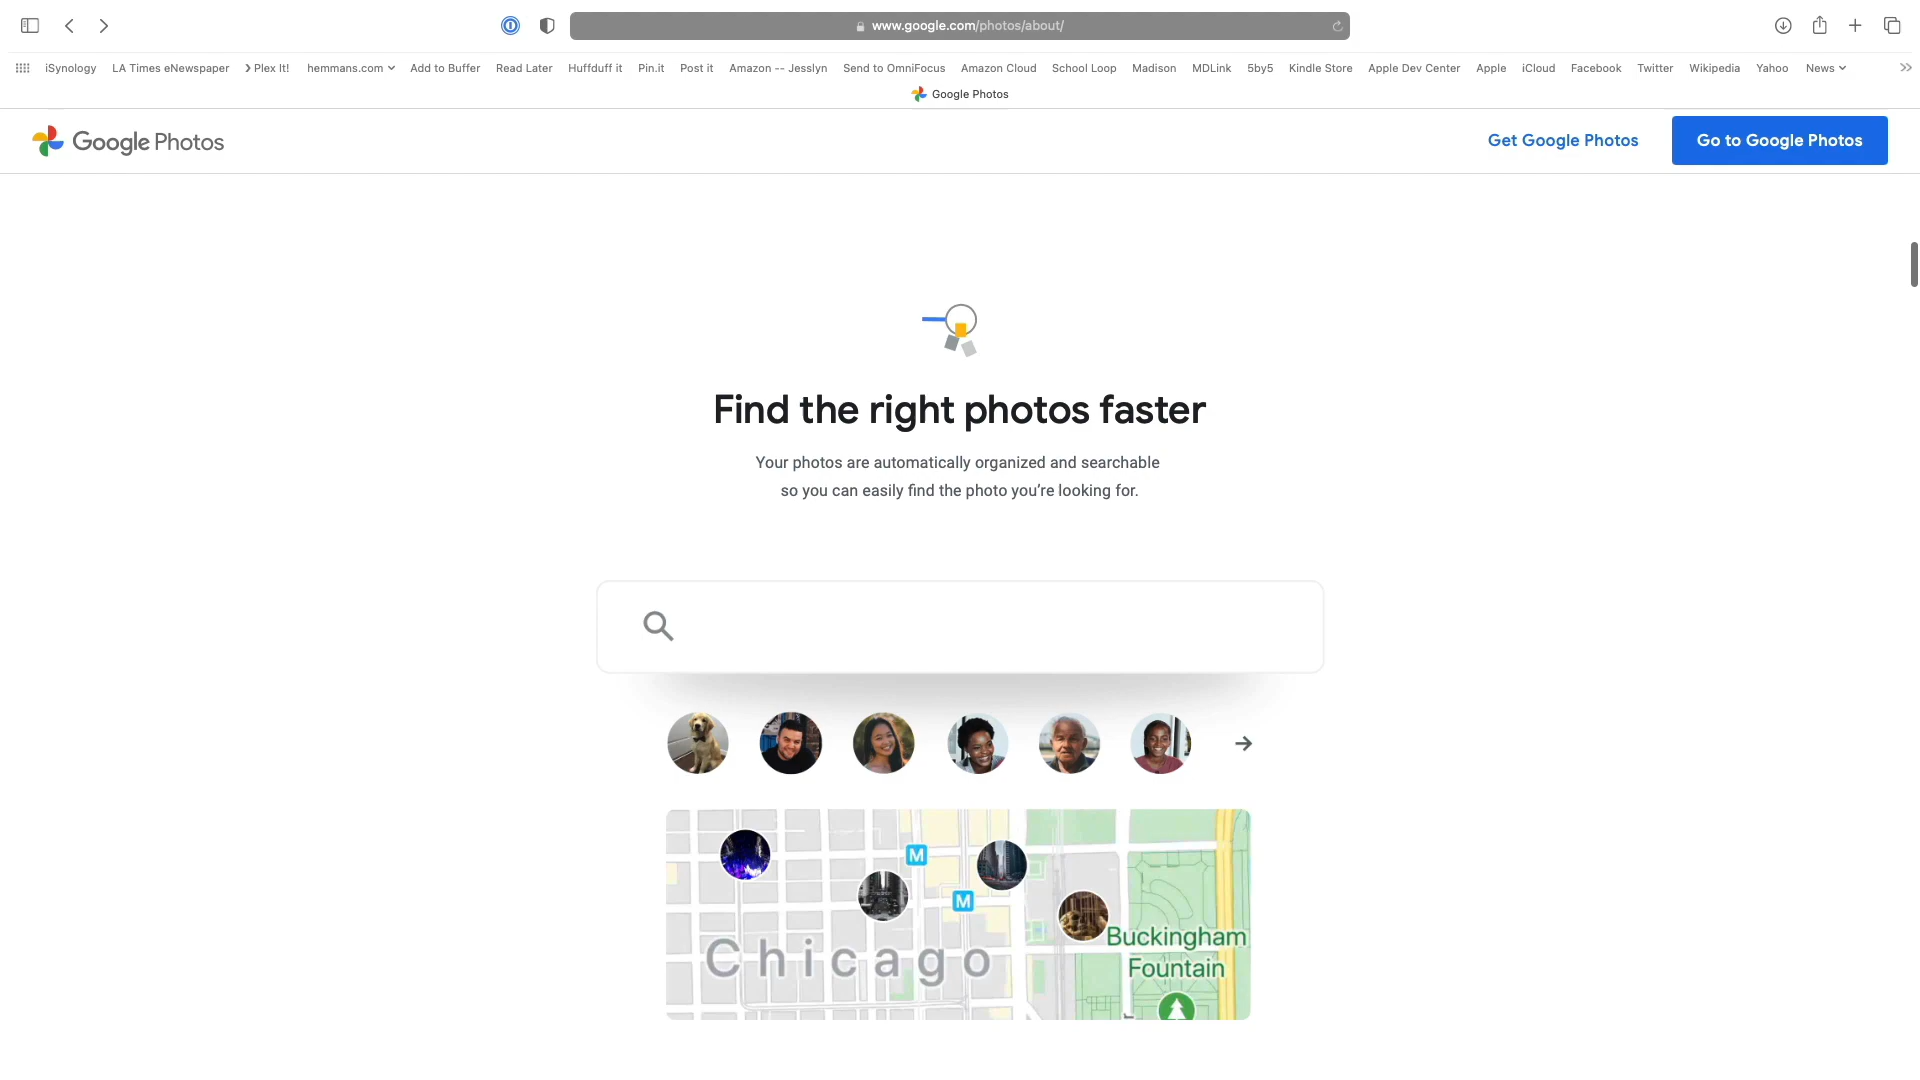 www.google.com/photos/about/
iSynology LA Times eNewspaper Plex It! hemmans.com Add to Buffer Read Later Huffduff it Pin.it Post it Amazon -- Jesslyn Send to OmniFocus Amazon Cloud School Loop Madison MDLink 5by5 Kindle Store Apple Dev Center Apple iCloud Facebook Twitter Wikipedia Yahoo News
Google Photos
Google Photos Get Google Photos Go to Google Photos
Find the right photos faster
Your photos are automatically organized and searchable
so you can easily find the photo you’re looking for.
M
M
Chicago
Buckingham
Fountain